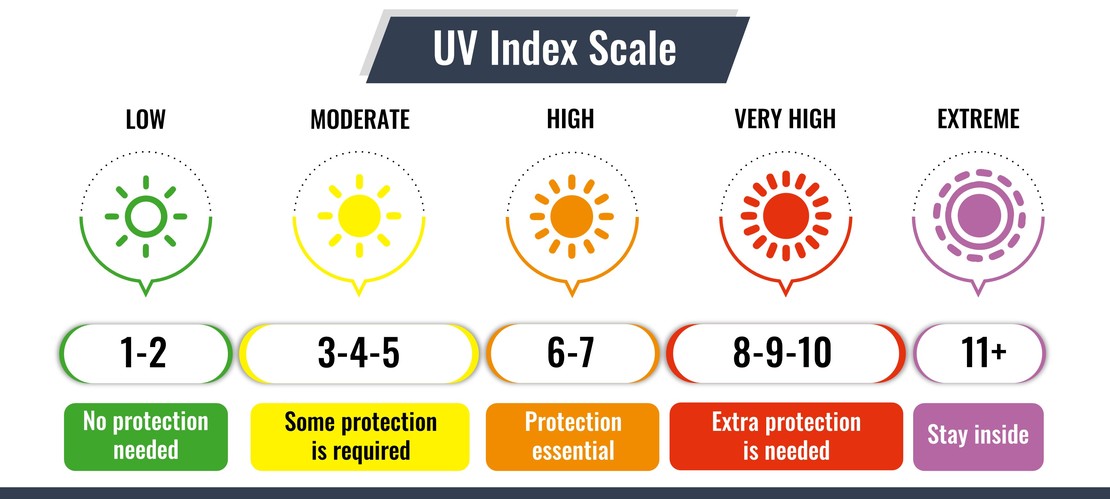 UV Index Scale
LOW
MODERATE
HIGH
VERY HIGH
EXTREME
1-2
3-4-5
6-7
8-9-10
11+
No protection
needed
Some protection
is required
Protection
essential
Extra protection
is needed
Stay inside